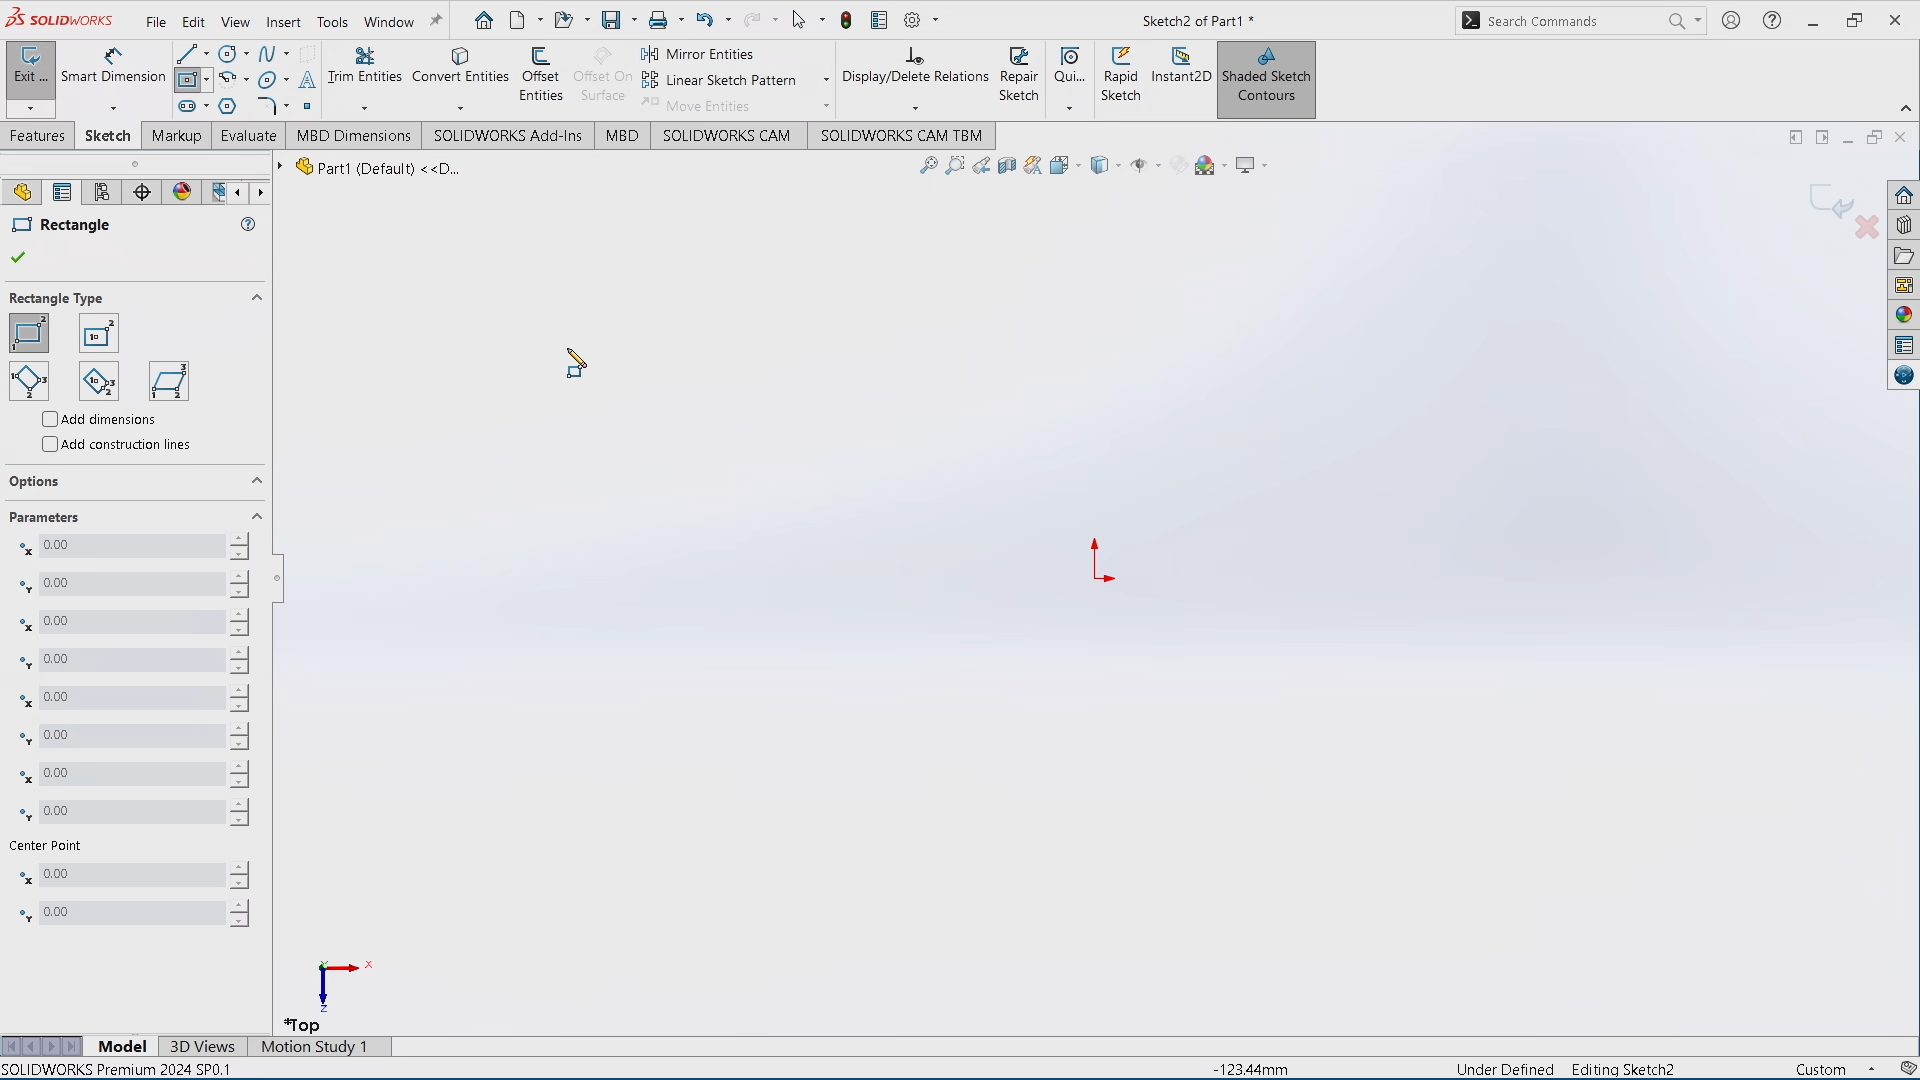 SOLIDWORKS File Edit View Insert Tools Window Sketch2 of Part1 * Search Commands
Exit ... Smart Dimension Trim Entities Convert Entities Offset Entities Offset On Surface Mirror Entities Linear Sketch Pattern Move Entities Display/Delete Relations Repair Sketch Qui... Rapid Sketch Instant2D Shaded Sketch Contours
Features Sketch Markup Evaluate MBD Dimensions SOLIDWORKS Add-Ins MBD SOLIDWORKS CAM SOLIDWORKS CAM TBM
Part1 (Default) <<D...
Rectangle
Rectangle Type
Add dimensions
Add construction lines
Options
Parameters
x 0.00
Y 0.00
x 0.00
Y 0.00
x 0.00
Y 0.00
x 0.00
Y 0.00
Center Point
x 0.00
Y 0.00
Y X
Z
*Top
Model 3D Views Motion Study 1
SOLIDWORKS Premium 2024 SP0.1 -123.44mm Under Defined Editing Sketch2 Custom